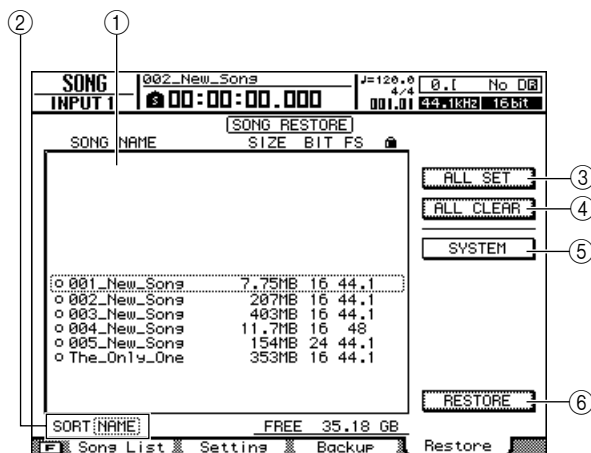 ② ①
SONG 002_New_Song ♩=120.0 0.[ No DR
INPUT 1 00:00:00.000 4/4 001.01 44.1kHz 16bit
SONG RESTORE
SONG NAME SIZE BIT FS
ALL SET ③
ALL CLEAR ④
SYSTEM ⑤
001_New_Song 7.75MB 16 44.1
002_New_Song 207MB 16 44.1
003_New_Song 403MB 16 44.1
004_New_Song 11.7MB 16 48
005_New_Song 154MB 24 44.1
The_Only_One 353MB 16 44.1
RESTORE ⑥
SORT NAME FREE 35.18 GB
F Song List Setting Backup Restore